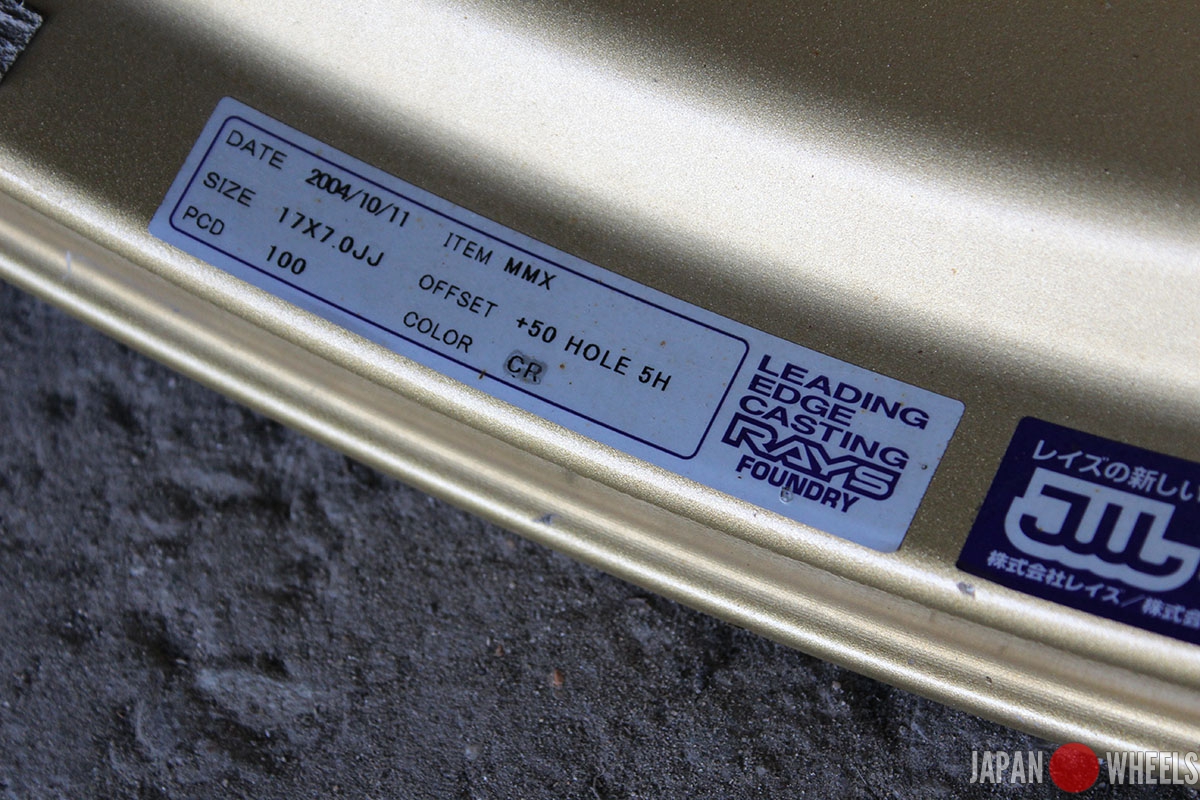 DATE 2004/10/11 ITEM MMX
SIZE 17X7.0JJ OFFSET +50 HOLE 5H
PCD 100 COLOR CR
LEADING
EDGE
CASTING
RAYS
FOUNDRY
レイズの新しい
株式会社レイズ/株式会
JAPAN WHEELS